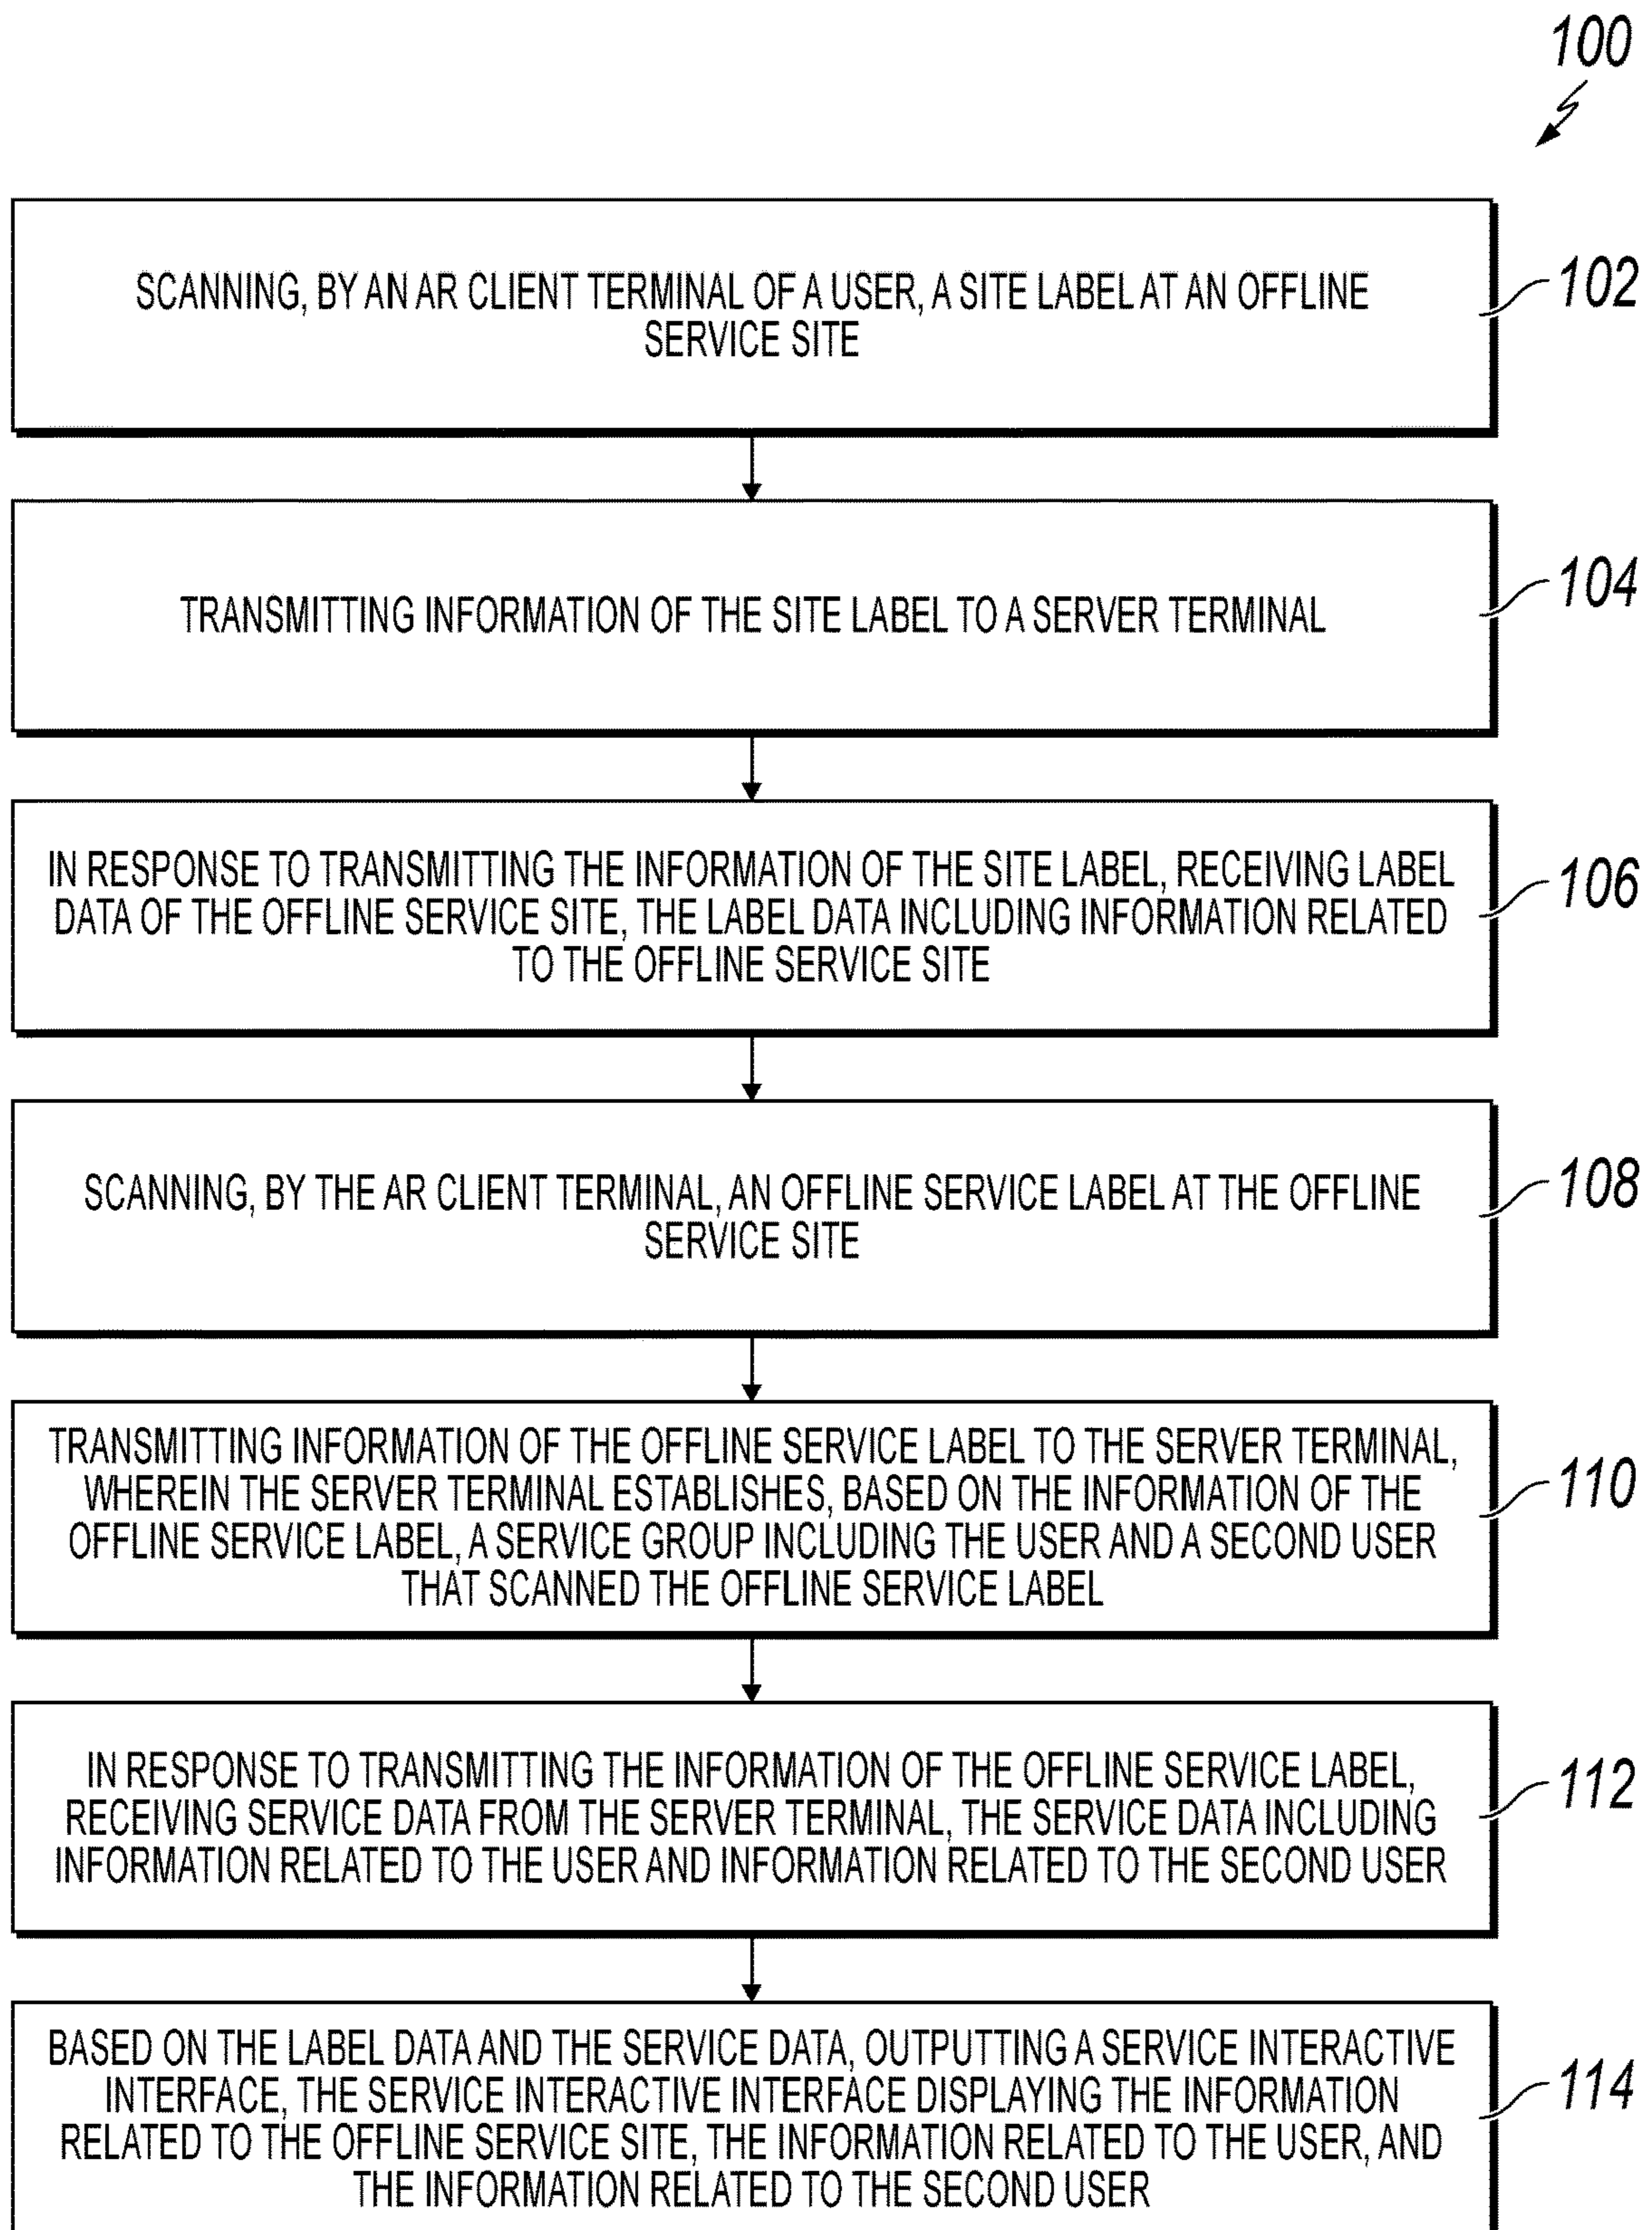 100
SCANNING, BY AN AR CLIENT TERMINAL OF A USER, A SITE LABEL AT AN OFFLINE
SERVICE SITE
102
TRANSMITTING INFORMATION OF THE SITE LABEL TO A SERVER TERMINAL
104
IN RESPONSE TO TRANSMITTING THE INFORMATION OF THE SITE LABEL, RECEIVING LABEL
DATA OF THE OFFLINE SERVICE SITE, THE LABEL DATA INCLUDING INFORMATION RELATED
TO THE OFFLINE SERVICE SITE
106
SCANNING, BY THE AR CLIENT TERMINAL, AN OFFLINE SERVICE LABEL AT THE OFFLINE
SERVICE SITE
108
TRANSMITTING INFORMATION OF THE OFFLINE SERVICE LABEL TO THE SERVER TERMINAL,
WHEREIN THE SERVER TERMINAL ESTABLISHES, BASED ON THE INFORMATION OF THE
OFFLINE SERVICE LABEL, A SERVICE GROUP INCLUDING THE USER AND A SECOND USER
THAT SCANNED THE OFFLINE SERVICE LABEL
110
IN RESPONSE TO TRANSMITTING THE INFORMATION OF THE OFFLINE SERVICE LABEL,
RECEIVING SERVICE DATA FROM THE SERVER TERMINAL, THE SERVICE DATA INCLUDING
INFORMATION RELATED TO THE USER AND INFORMATION RELATED TO THE SECOND USER
112
BASED ON THE LABEL DATA AND THE SERVICE DATA, OUTPUTTING A SERVICE INTERACTIVE
INTERFACE, THE SERVICE INTERACTIVE INTERFACE DISPLAYING THE INFORMATION
RELATED TO THE OFFLINE SERVICE SITE, THE INFORMATION RELATED TO THE USER, AND
THE INFORMATION RELATED TO THE SECOND USER
114